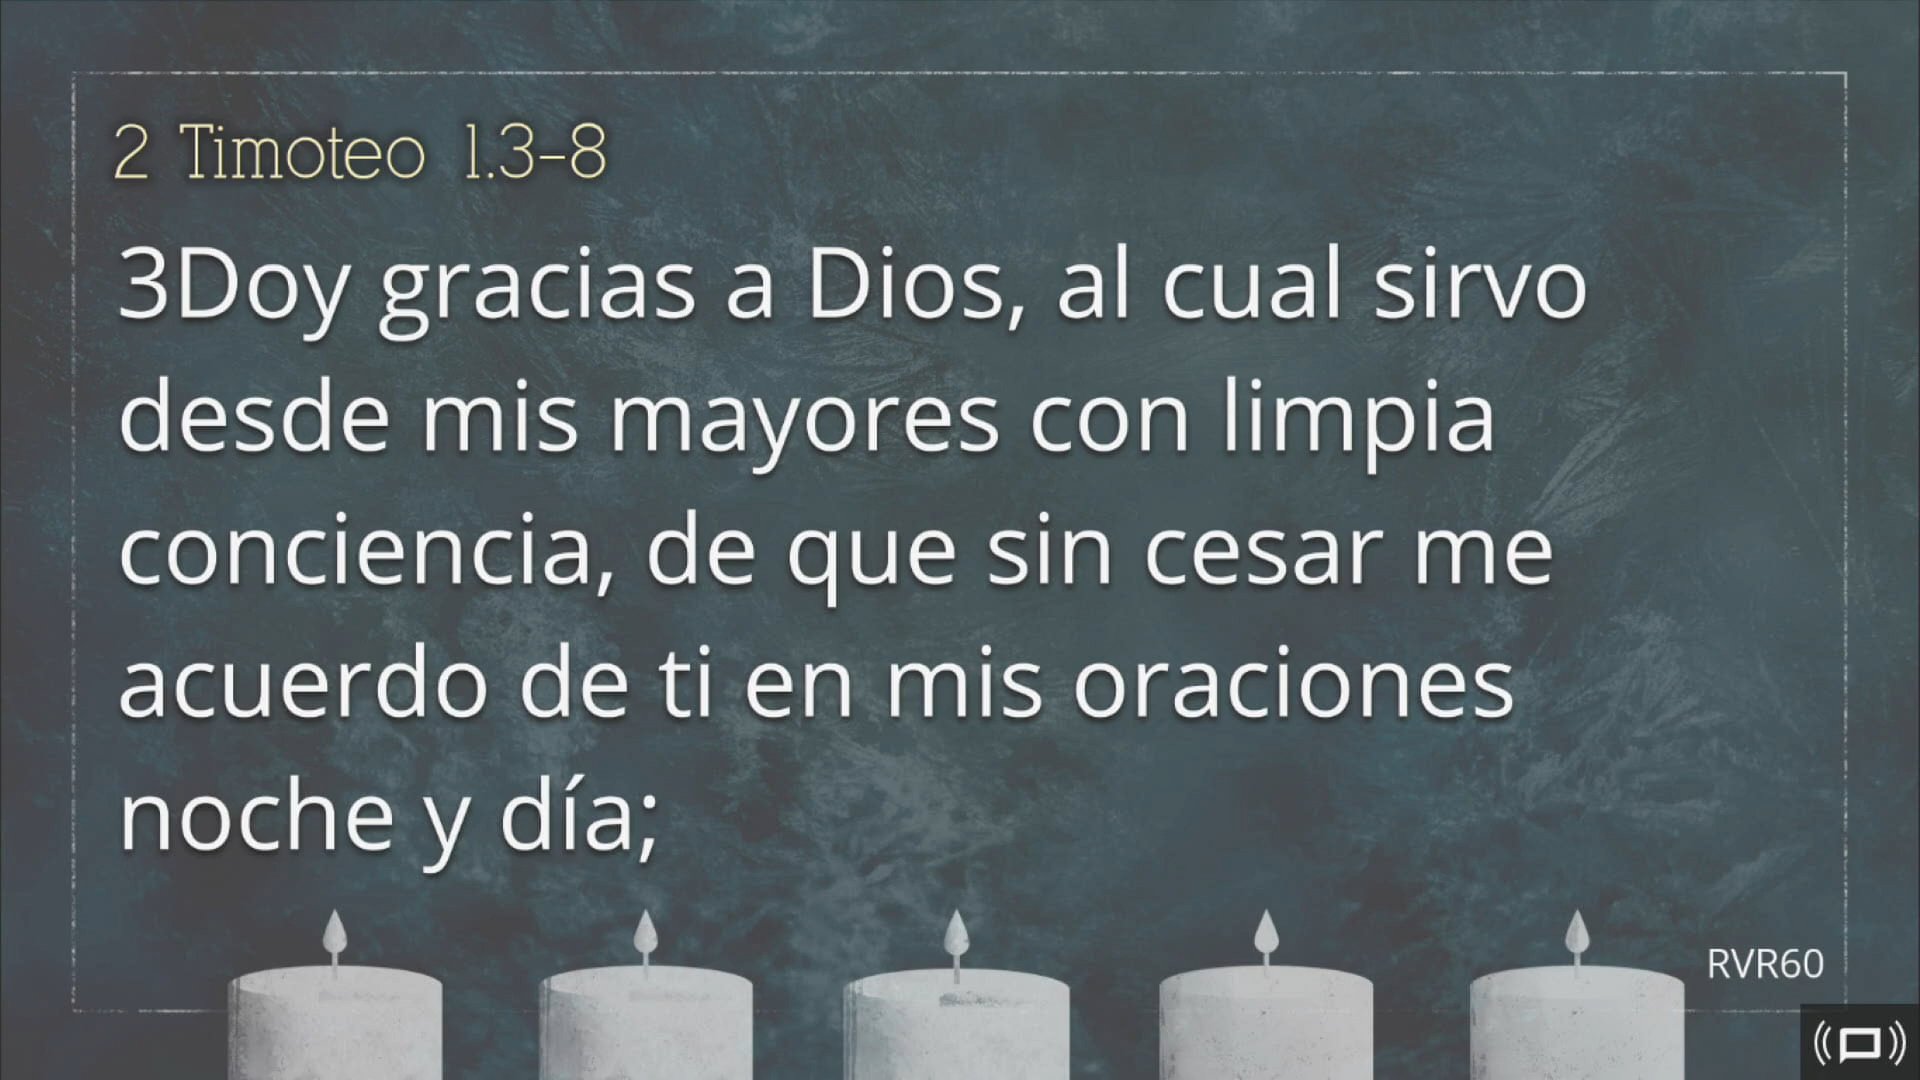 2 Timoteo 1.3-8
3Doy gracias a Dios, al cual sirvo
desde mis mayores con limpia
conciencia, de que sin cesar me
acuerdo de ti en mis oraciones
noche y día;
RVR60